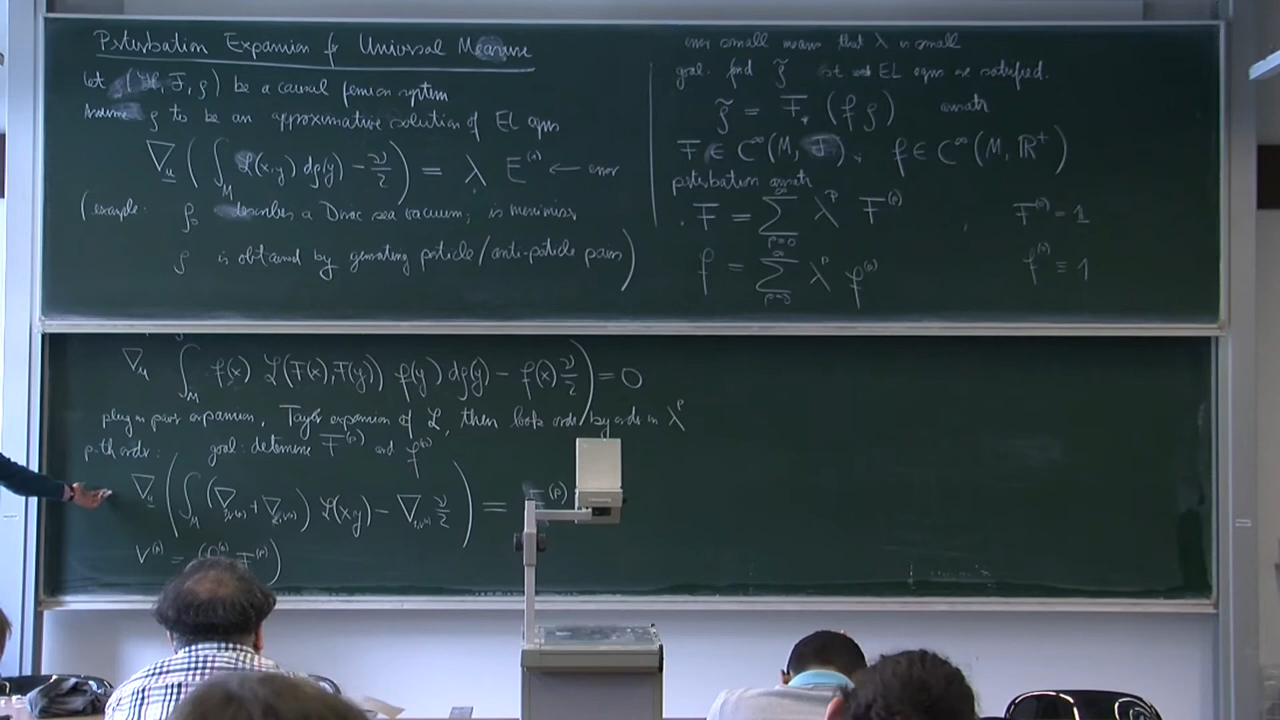 Perturbation Expansion for Universal Measure
Let (H, F, ρ) be a causal fermion system
Assume ρ to be an approximative solution of EL eqns
∇_u ( ∫_M L(x,y) dρ(y) − ν/2 ) = λ E^(1) ← error
(example: ρ_0 describes a Dirac sea vacuum; is minimizer
ρ is obtained by generating particle/anti-particle pairs)
error small means that λ is small
goal: find ρ̃ st EL eqns are satisfied.
ρ̃ = F_* (f ρ) ansatz
F ∈ C^∞(M, F), f ∈ C^∞(M, ℝ^+)
perturbation ansatz
F = ∑_{p=0}^∞ λ^p F^(p) , F^(0) = 1
f = ∑_{p=0}^∞ λ^p f^(p) f^(0) ≡ 1
∇_u ∫_M f(x) L(F(x), F(y)) f(y) dρ(y) − f(x) ν/2 ) = 0
plug in power expansion, Taylor expansion of L, then look order by order in λ^p
p-th order: goal: determine F^(p) and f^(p)
∇_u ( ∫_M (∇_{1,v^(p)} + ∇_{2,v^(p)}) L(x,y) − ∇_{1,v^(p)} ν/2 ) = E^(p)